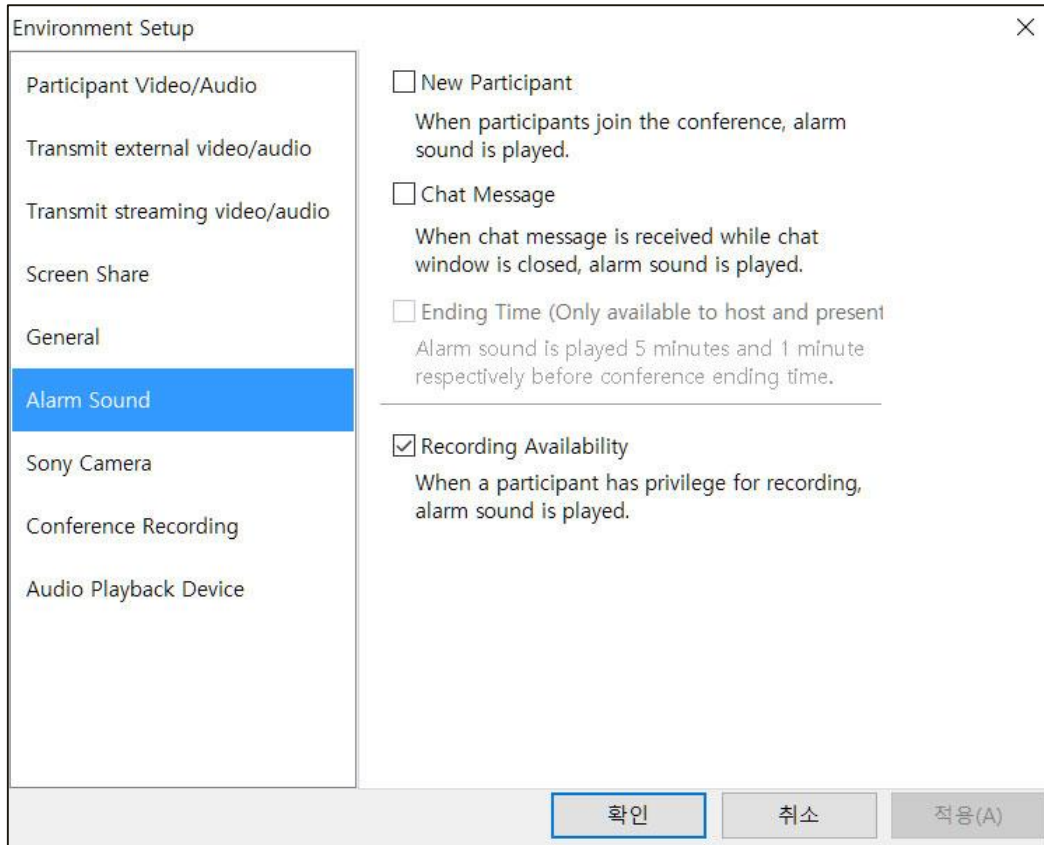 Environment Setup
Participant Video/Audio
Transmit external video/audio
Transmit streaming video/audio
Screen Share
General
Alarm Sound
Sony Camera
Conference Recording
Audio Playback Device
New Participant
When participants join the conference, alarm
sound is played.
Chat Message
When chat message is received while chat
window is closed, alarm sound is played.
Ending Time (Only available to host and present
Alarm sound is played 5 minutes and 1 minute
respectively before conference ending time.
Recording Availability
When a participant has privilege for recording,
alarm sound is played.
확인
취소
적용(A)